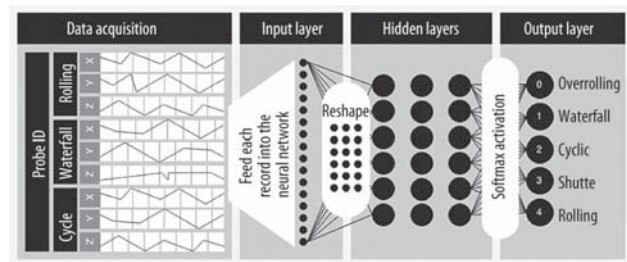 Data acquisition
Input layer
Hidden layers
Output layer
Probe ID
Rolling
X
Y
Z
Waterfall
X
Y
Z
Cycle
X
Y
Z
Feed each
record into the
neural network
Reshape
Softmax activation
0 Overrolling
1 Waterfall
2 Cyclic
3 Shutte
4 Rolling